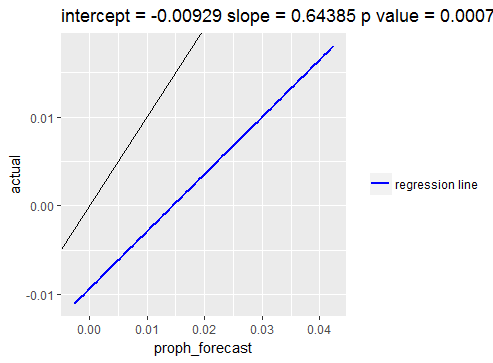 intercept = -0.00929 slope = 0.64385 p value = 0.0007
actual
0.01
0.00
-0.01
0.00 0.01 0.02 0.03 0.04
proph_forecast
regression line